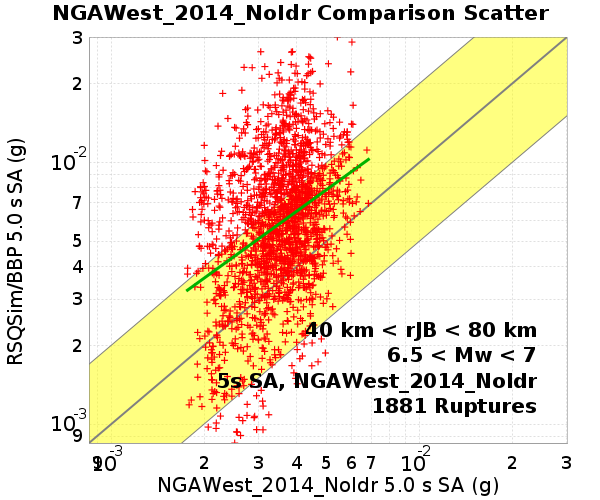 NGAWest_2014_NoIdr Comparison Scatter
RSQSim/BBP 5.0 s SA (g)
3
2
10-2
7
5
4
3
2
10-3
9
40 km < rJB < 80 km
6.5 < Mw < 7
5s SA, NGAWest_2014_NoIdr
1881 Ruptures
9 10-3 2 3 4 5 6 7 10-2 2 3
NGAWest_2014_NoIdr 5.0 s SA (g)